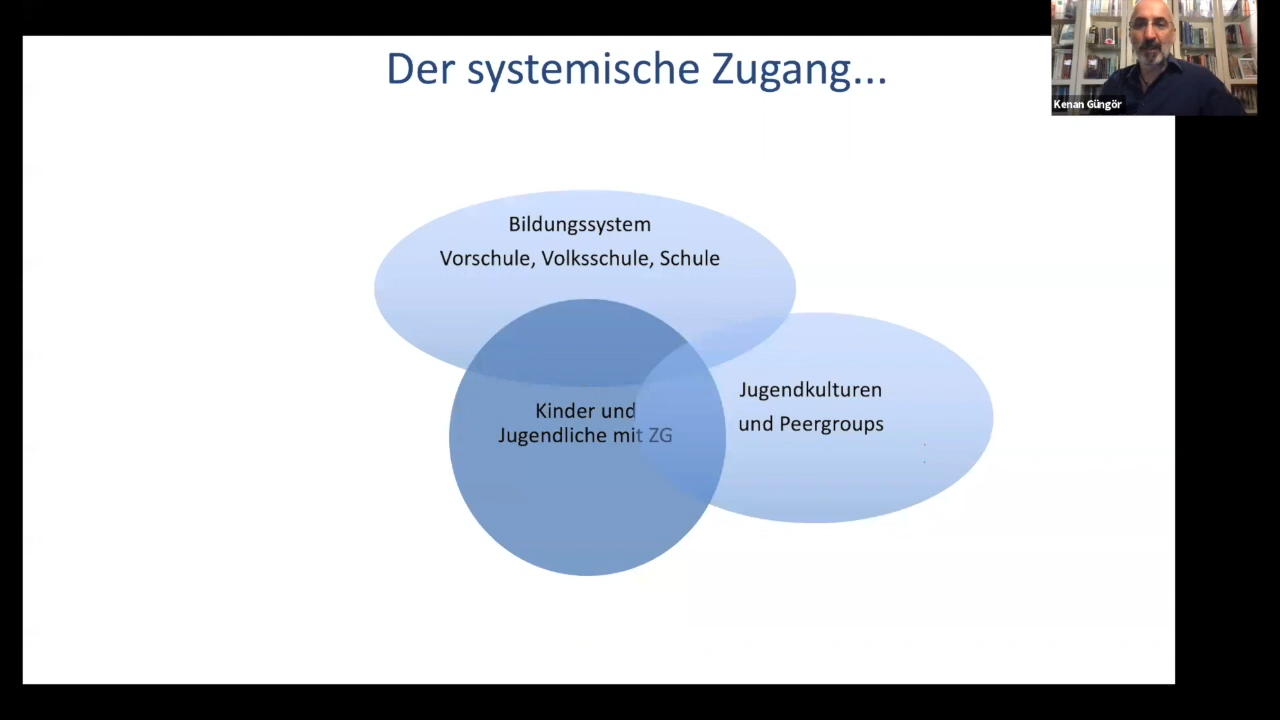 Der systemische Zugang...
Kenan Güngör
Bildungssystem
Vorschule, Volksschule, Schule
Jugendkulturen
und Peergroups
Kinder und
Jugendliche mit ZG